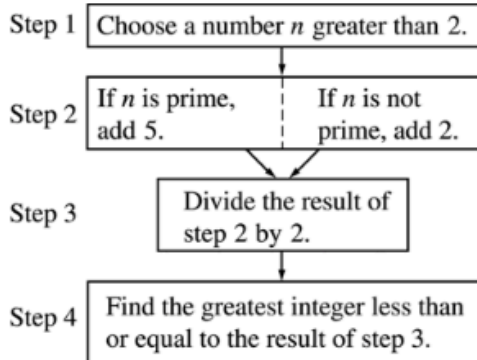 Step 1
Choose a number n greater than 2.
Step 2
If n is prime,
add 5.
If n is not
prime, add 2.
Step 3
Divide the result of
step 2 by 2.
Step 4
Find the greatest integer less than
or equal to the result of step 3.